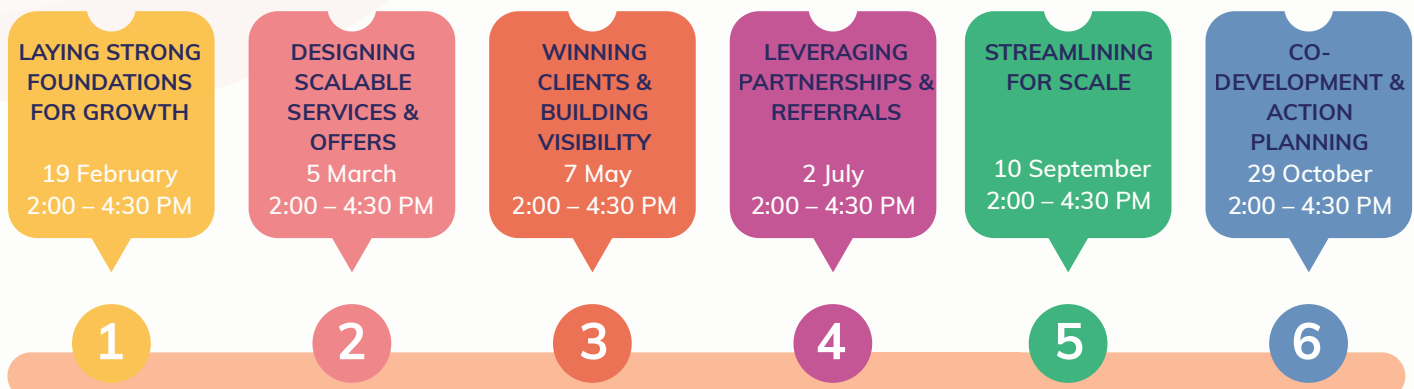 LAYING STRONG
FOUNDATIONS
FOR GROWTH
19 February
2:00 – 4:30 PM
DESIGNING
SCALABLE
SERVICES &
OFFERS
5 March
2:00 – 4:30 PM
WINNING
CLIENTS &
BUILDING
VISIBILITY
7 May
2:00 – 4:30 PM
LEVERAGING
PARTNERSHIPS &
REFERRALS
2 July
2:00 – 4:30 PM
STREAMLINING
FOR SCALE
10 September
2:00 – 4:30 PM
CO-
DEVELOPMENT &
ACTION
PLANNING
29 October
2:00 – 4:30 PM
1
2
3
4
5
6